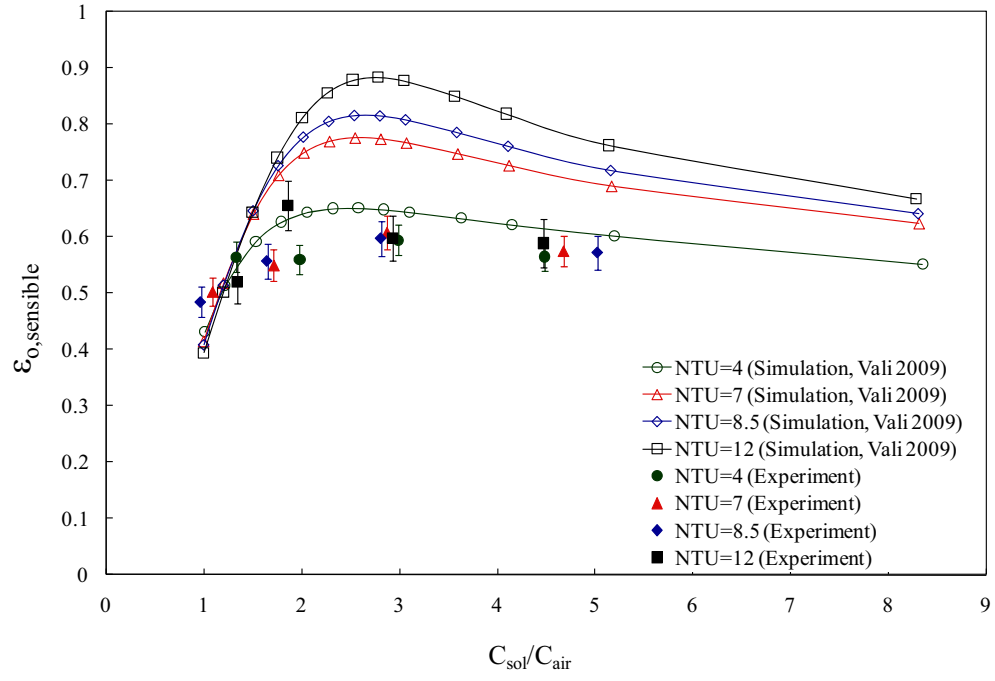 1
0.9
0.8
0.7
0.6
0.5
0.4
0.3
0.2
0.1
0
ε₀,sensible
NTU=4 (Simulation, Vali 2009)
NTU=7 (Simulation, Vali 2009)
NTU=8.5 (Simulation, Vali 2009)
NTU=12 (Simulation, Vali 2009)
NTU=4 (Experiment)
NTU=7 (Experiment)
NTU=8.5 (Experiment)
NTU=12 (Experiment)
0 1 2 3 4 5 6 7 8 9
Csol/Cair